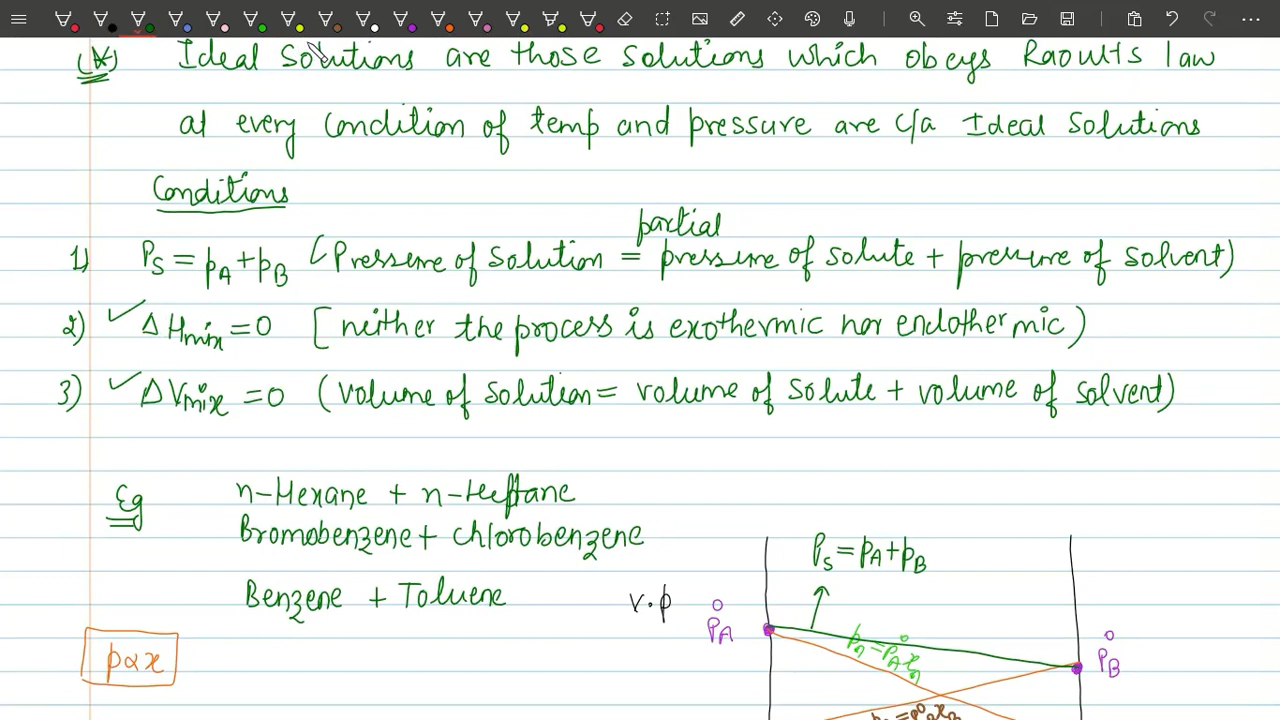 (*) Ideal Solutions are those solutions which obeys Raoults law
at every condition of temp and pressure are c/a Ideal Solutions
Conditions
partial
1) Ps = pA + pB (Pressure of solution = pressure of solute + pressure of solvent)
2) ✓ ΔHmix = 0 [neither the process is exothermic nor endothermic)
3) ✓ ΔVmix = 0 (volume of solution = volume of solute + volume of solvent)
Eg n-Hexane + n-Heptane
Bromobenzene + chlorobenzene
Benzene + Toluene
Ps = pA + pB
v.p
p°A
pA = p°A xA
p°B
p∝x